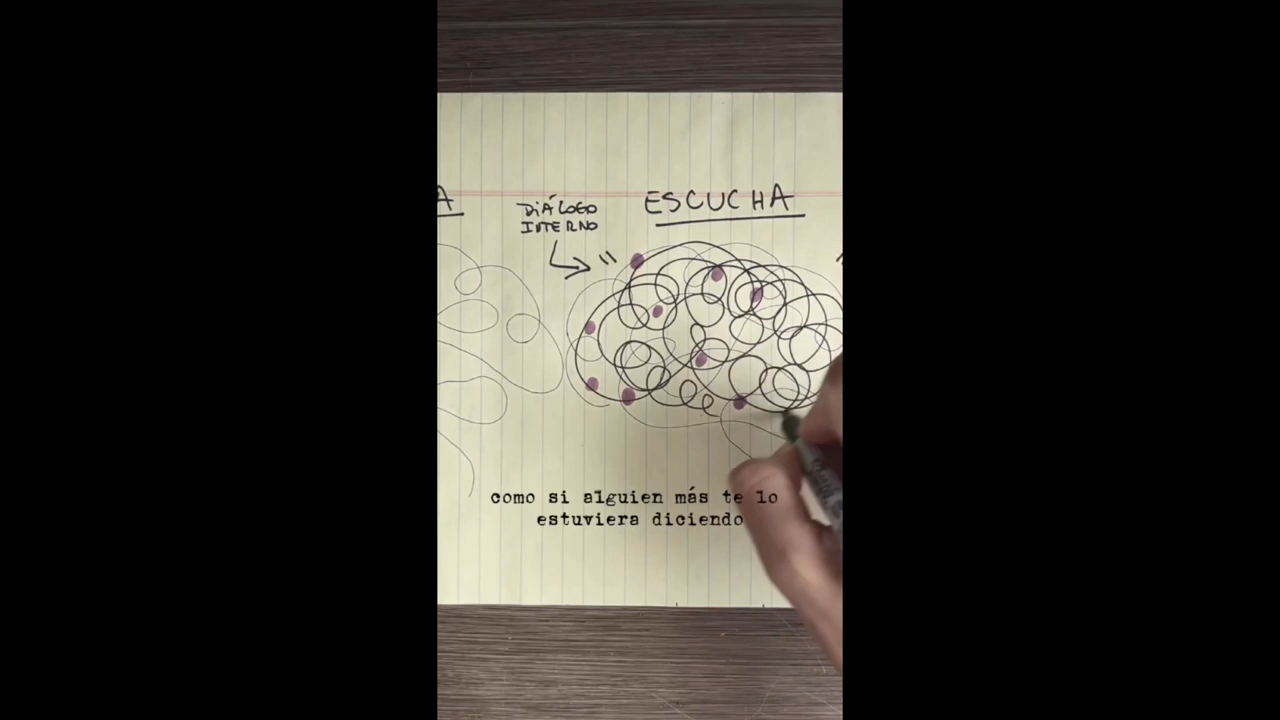 A
ESCUCHA
DIÁLOGO
INTERNO
"
"
como si alguien más te lo
estuviera diciendo